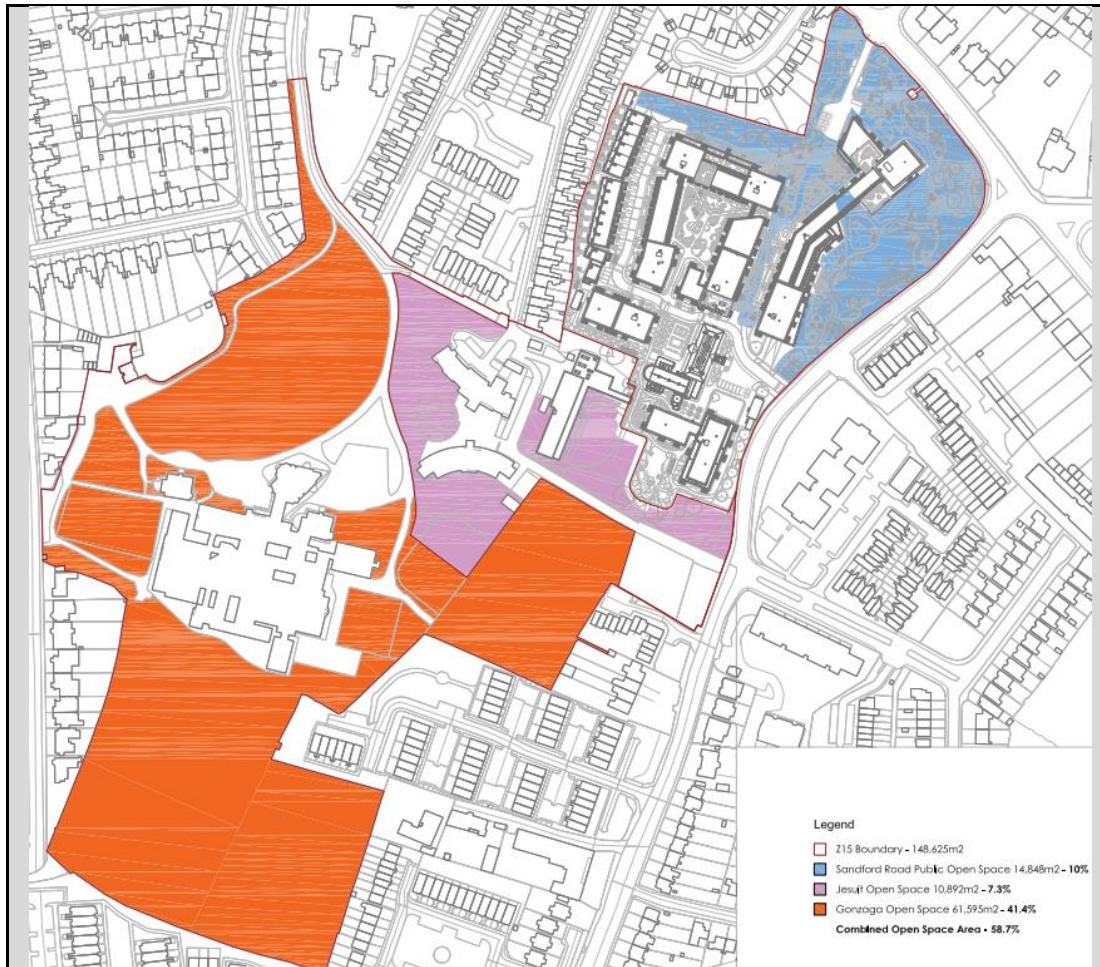 Legend
Z15 Boundary - 148,625m2
Sandford Road Public Open Space 14,848m2 - 10%
Jesuit Open Space 10,892m2 - 7.3%
Gonzaga Open Space 61,595m2 - 41.4%
Combined Open Space Area - 58.7%